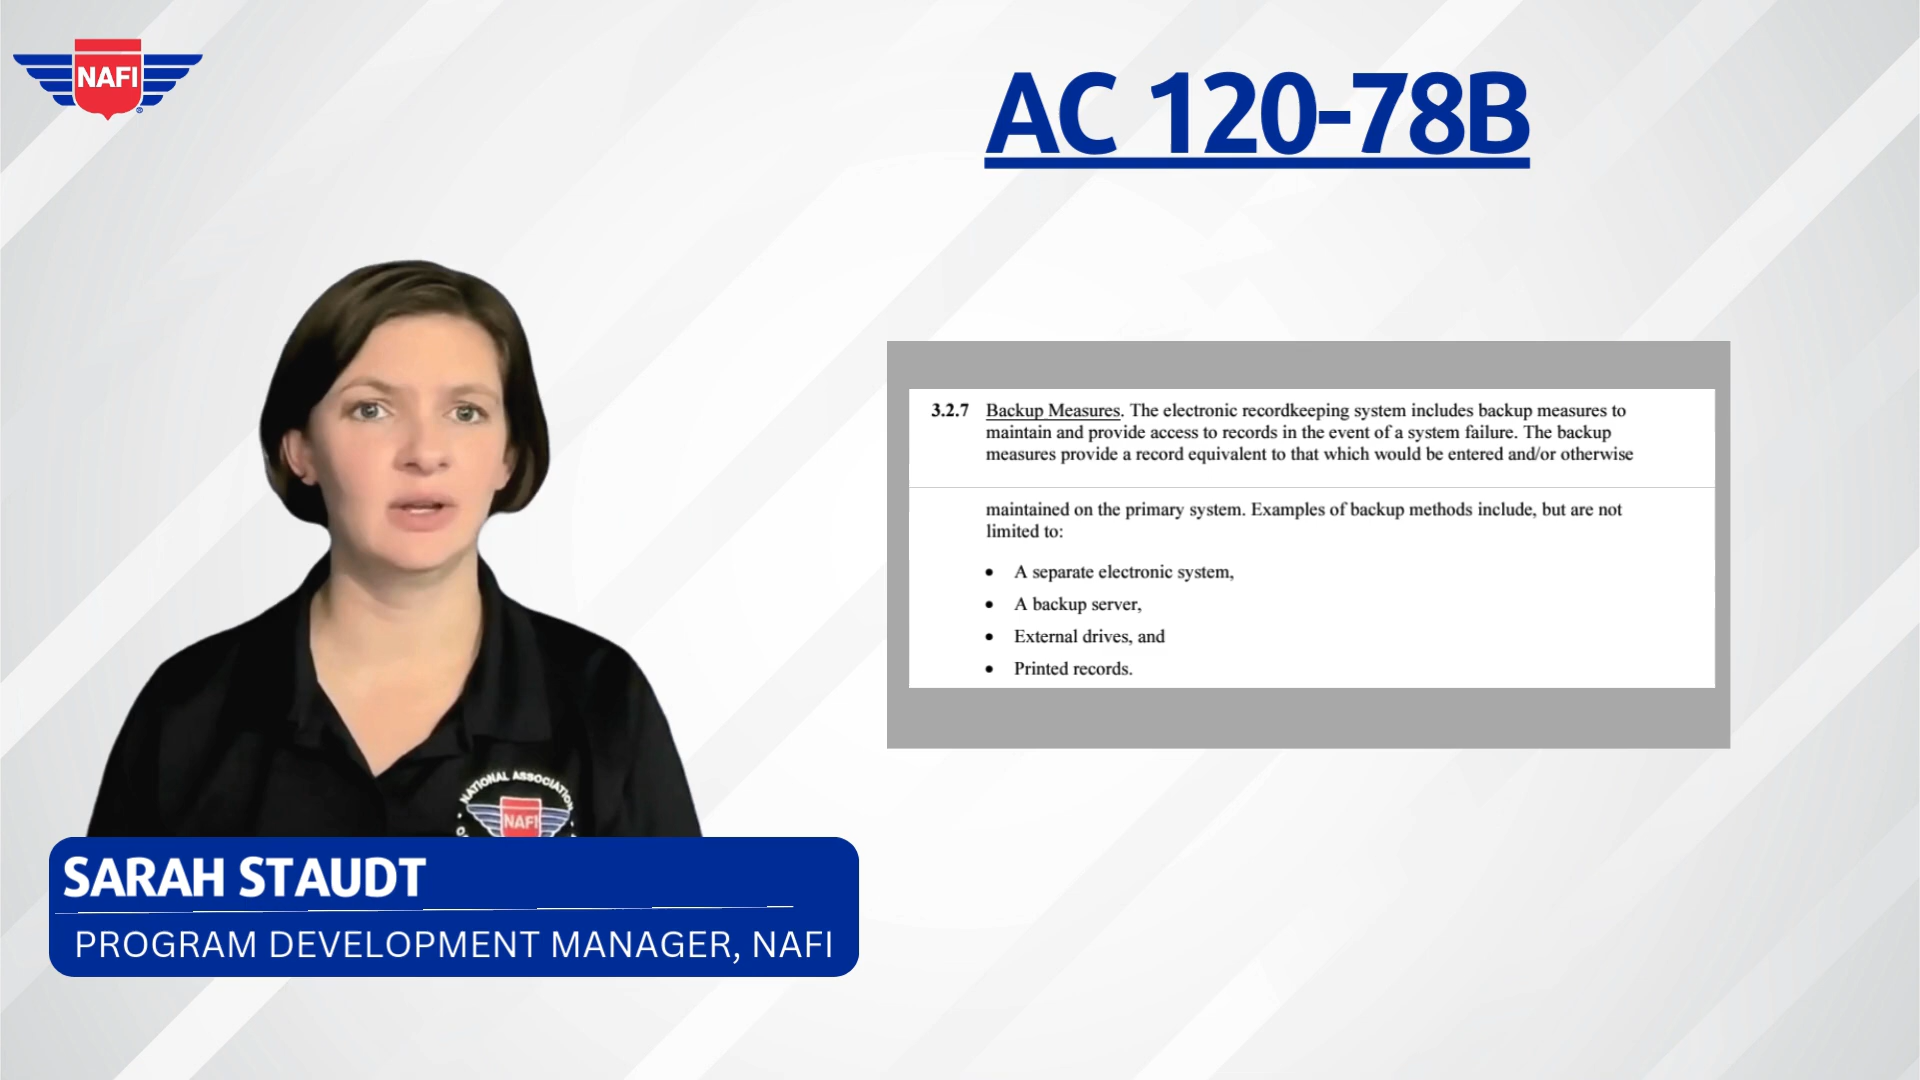 NAFI
AC 120-78B
3.2.7 Backup Measures. The electronic recordkeeping system includes backup measures to
maintain and provide access to records in the event of a system failure. The backup
measures provide a record equivalent to that which would be entered and/or otherwise
maintained on the primary system. Examples of backup methods include, but are not
limited to:
• A separate electronic system,
• A backup server,
• External drives, and
• Printed records.
NATIONAL ASSOCIATION
NAFI
SARAH STAUDT
PROGRAM DEVELOPMENT MANAGER, NAFI